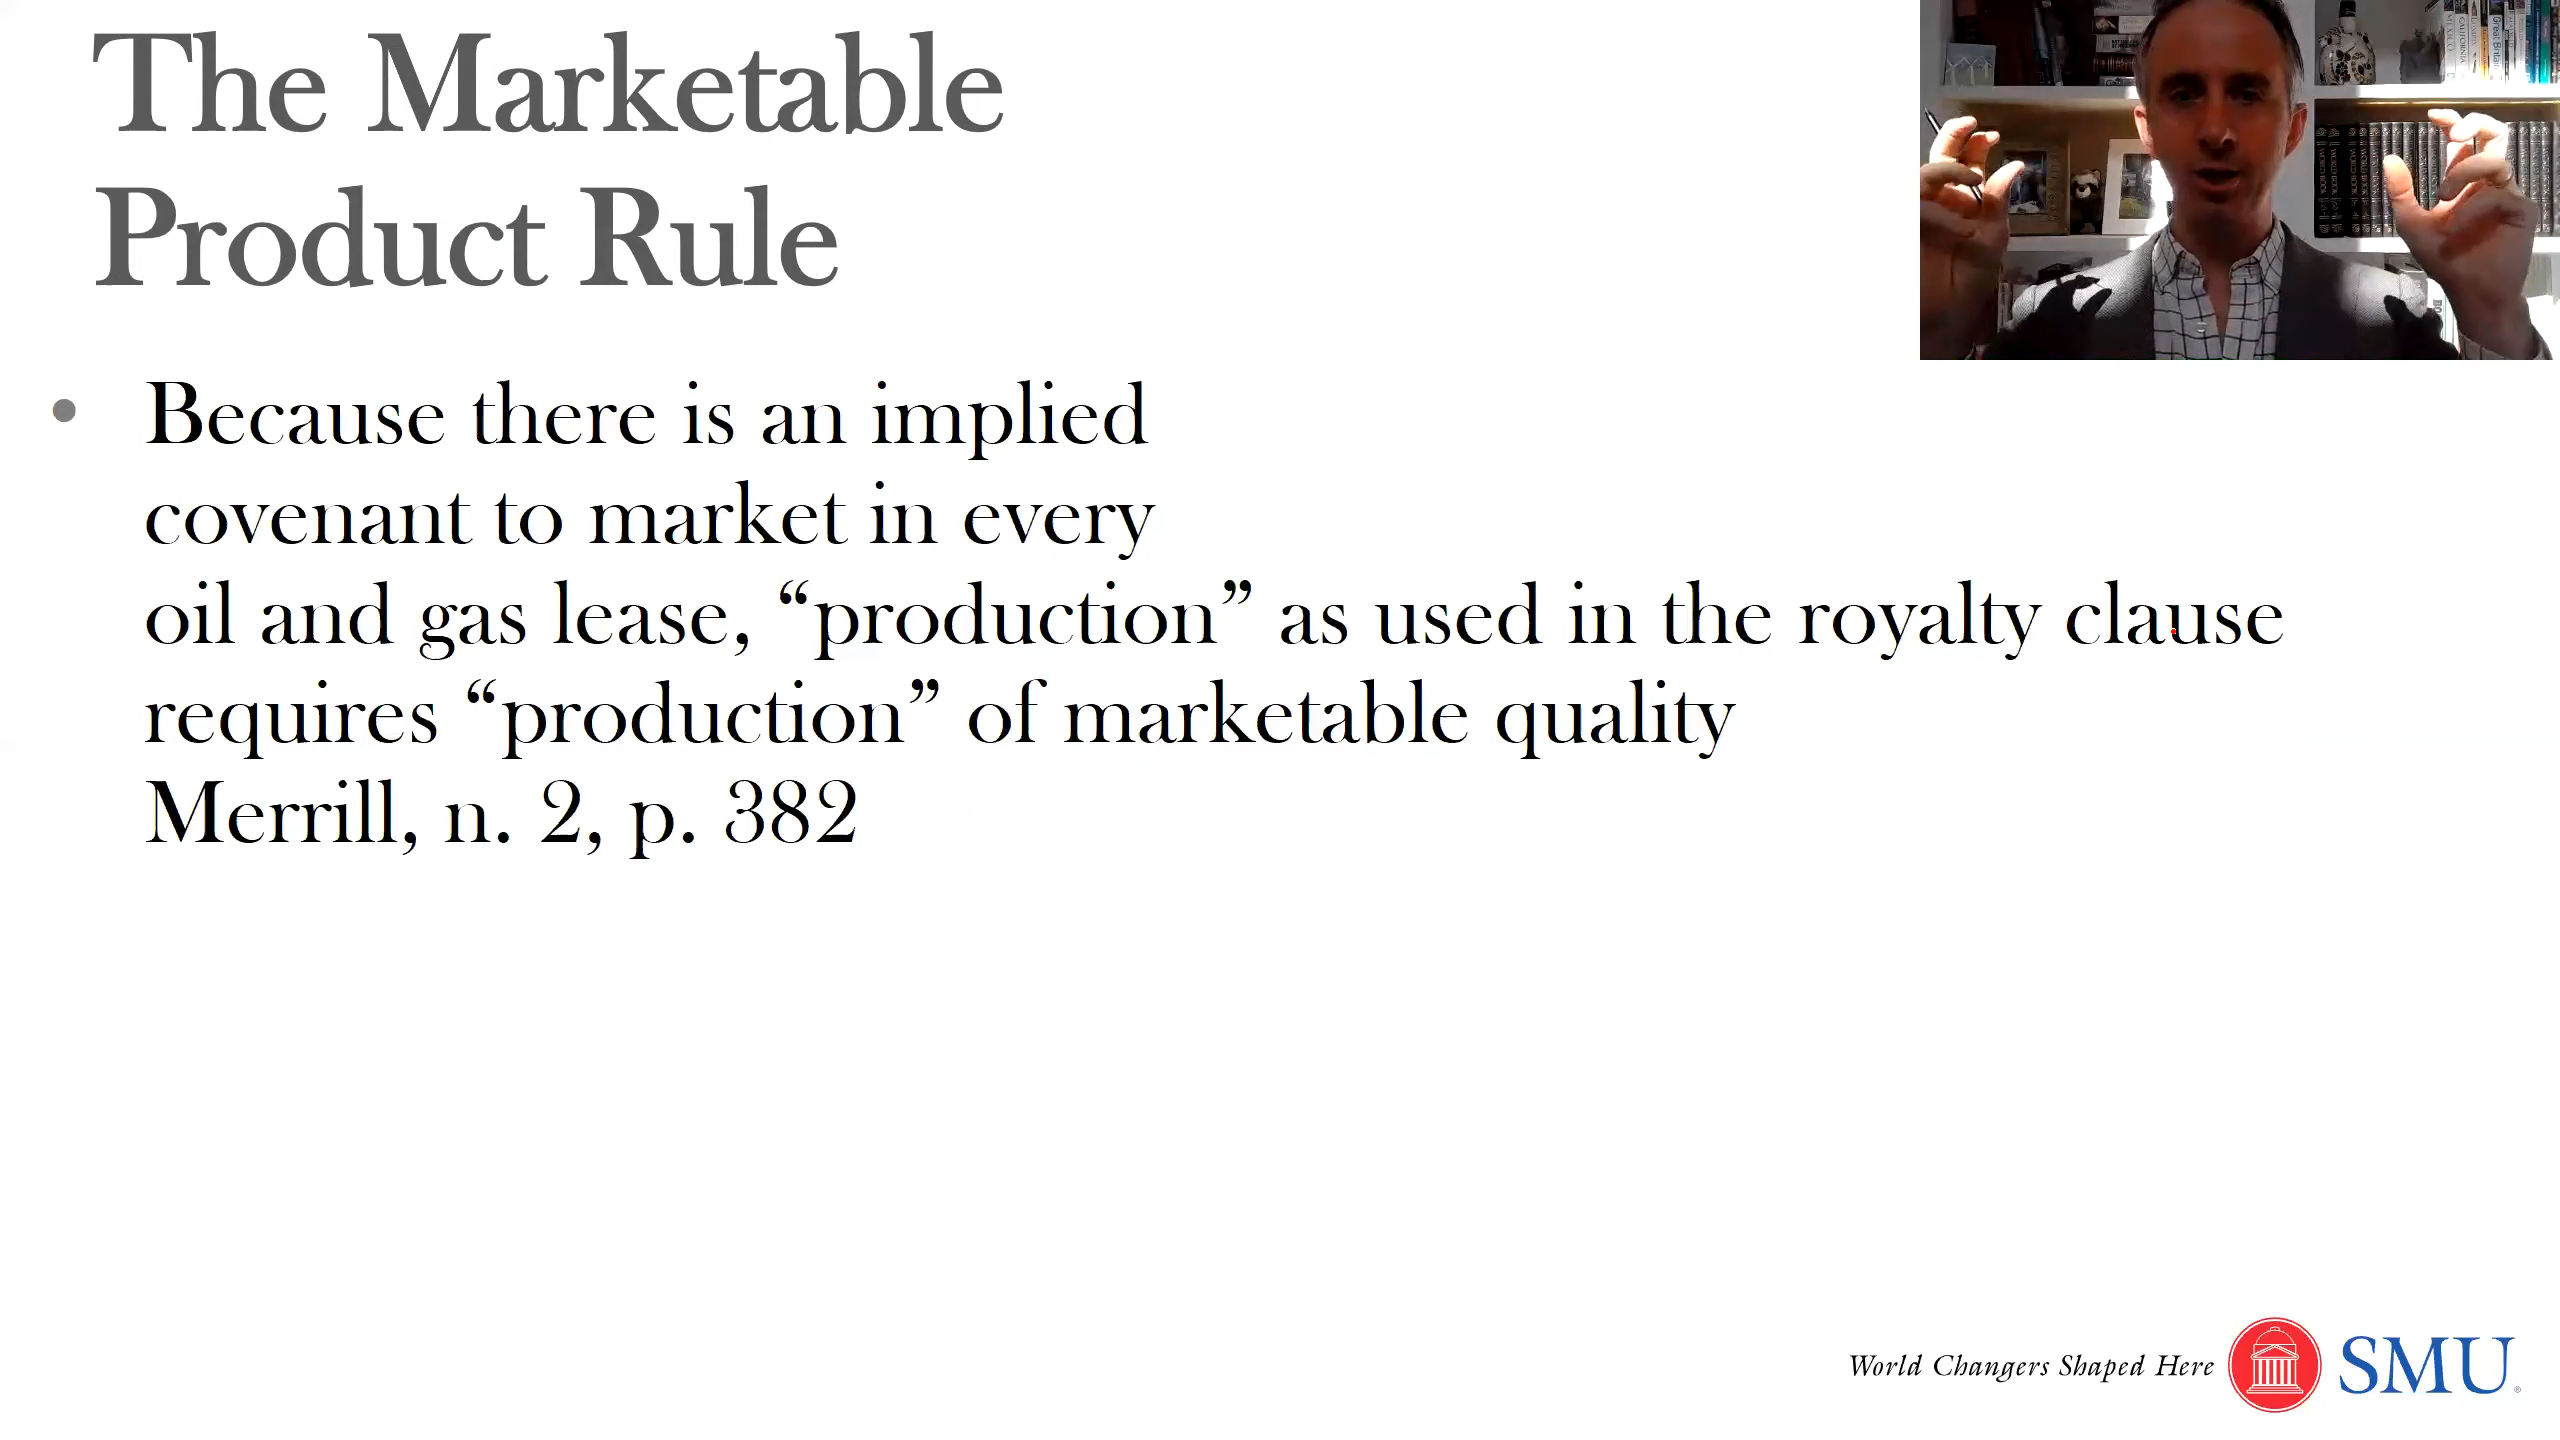 The Marketable
Product Rule
• Because there is an implied
covenant to market in every
oil and gas lease, “production” as used in the royalty clause
requires “production” of marketable quality
Merrill, n. 2, p. 382
World Changers Shaped Here
SMU®